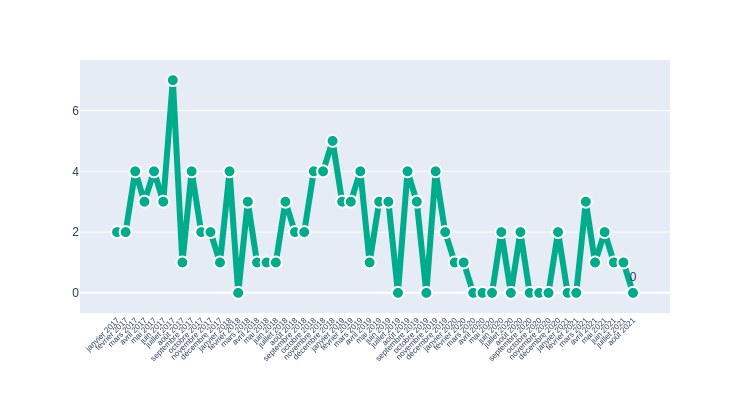 6
4
2
0
0
janvier 2017
février 2017
mars 2017
avril 2017
mai 2017
juin 2017
juillet 2017
août 2017
septembre 2017
octobre 2017
novembre 2017
décembre 2017
janvier 2018
février 2018
mars 2018
avril 2018
mai 2018
juin 2018
juillet 2018
août 2018
septembre 2018
octobre 2018
novembre 2018
décembre 2018
janvier 2019
février 2019
mars 2019
avril 2019
mai 2019
juin 2019
juillet 2019
août 2019
septembre 2019
octobre 2019
novembre 2019
décembre 2019
janvier 2020
février 2020
mars 2020
avril 2020
mai 2020
juin 2020
juillet 2020
août 2020
septembre 2020
octobre 2020
novembre 2020
décembre 2020
janvier 2021
février 2021
mars 2021
avril 2021
mai 2021
juin 2021
juillet 2021
août 2021